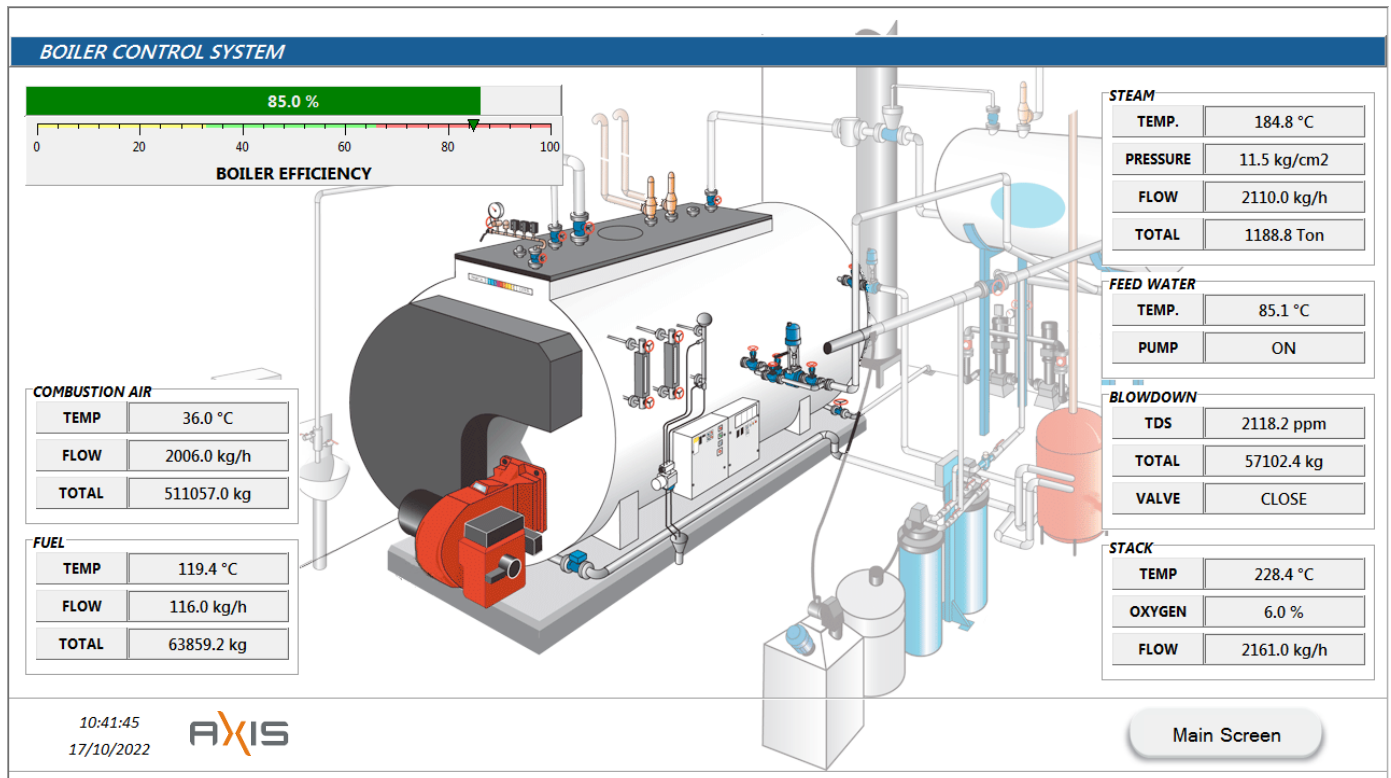 BOILER CONTROL SYSTEM
85.0 %
0 20 40 60 80 100
BOILER EFFICIENCY
STEAM
TEMP. 184.8 °C
PRESSURE 11.5 kg/cm2
FLOW 2110.0 kg/h
TOTAL 1188.8 Ton
FEED WATER
TEMP. 85.1 °C
PUMP ON
COMBUSTION AIR
TEMP 36.0 °C
FLOW 2006.0 kg/h
TOTAL 511057.0 kg
BLOWDOWN
TDS 2118.2 ppm
TOTAL 57102.4 kg
VALVE CLOSE
FUEL
TEMP 119.4 °C
FLOW 116.0 kg/h
TOTAL 63859.2 kg
STACK
TEMP 228.4 °C
OXYGEN 6.0 %
FLOW 2161.0 kg/h
10:41:45
17/10/2022
AXIS
Main Screen